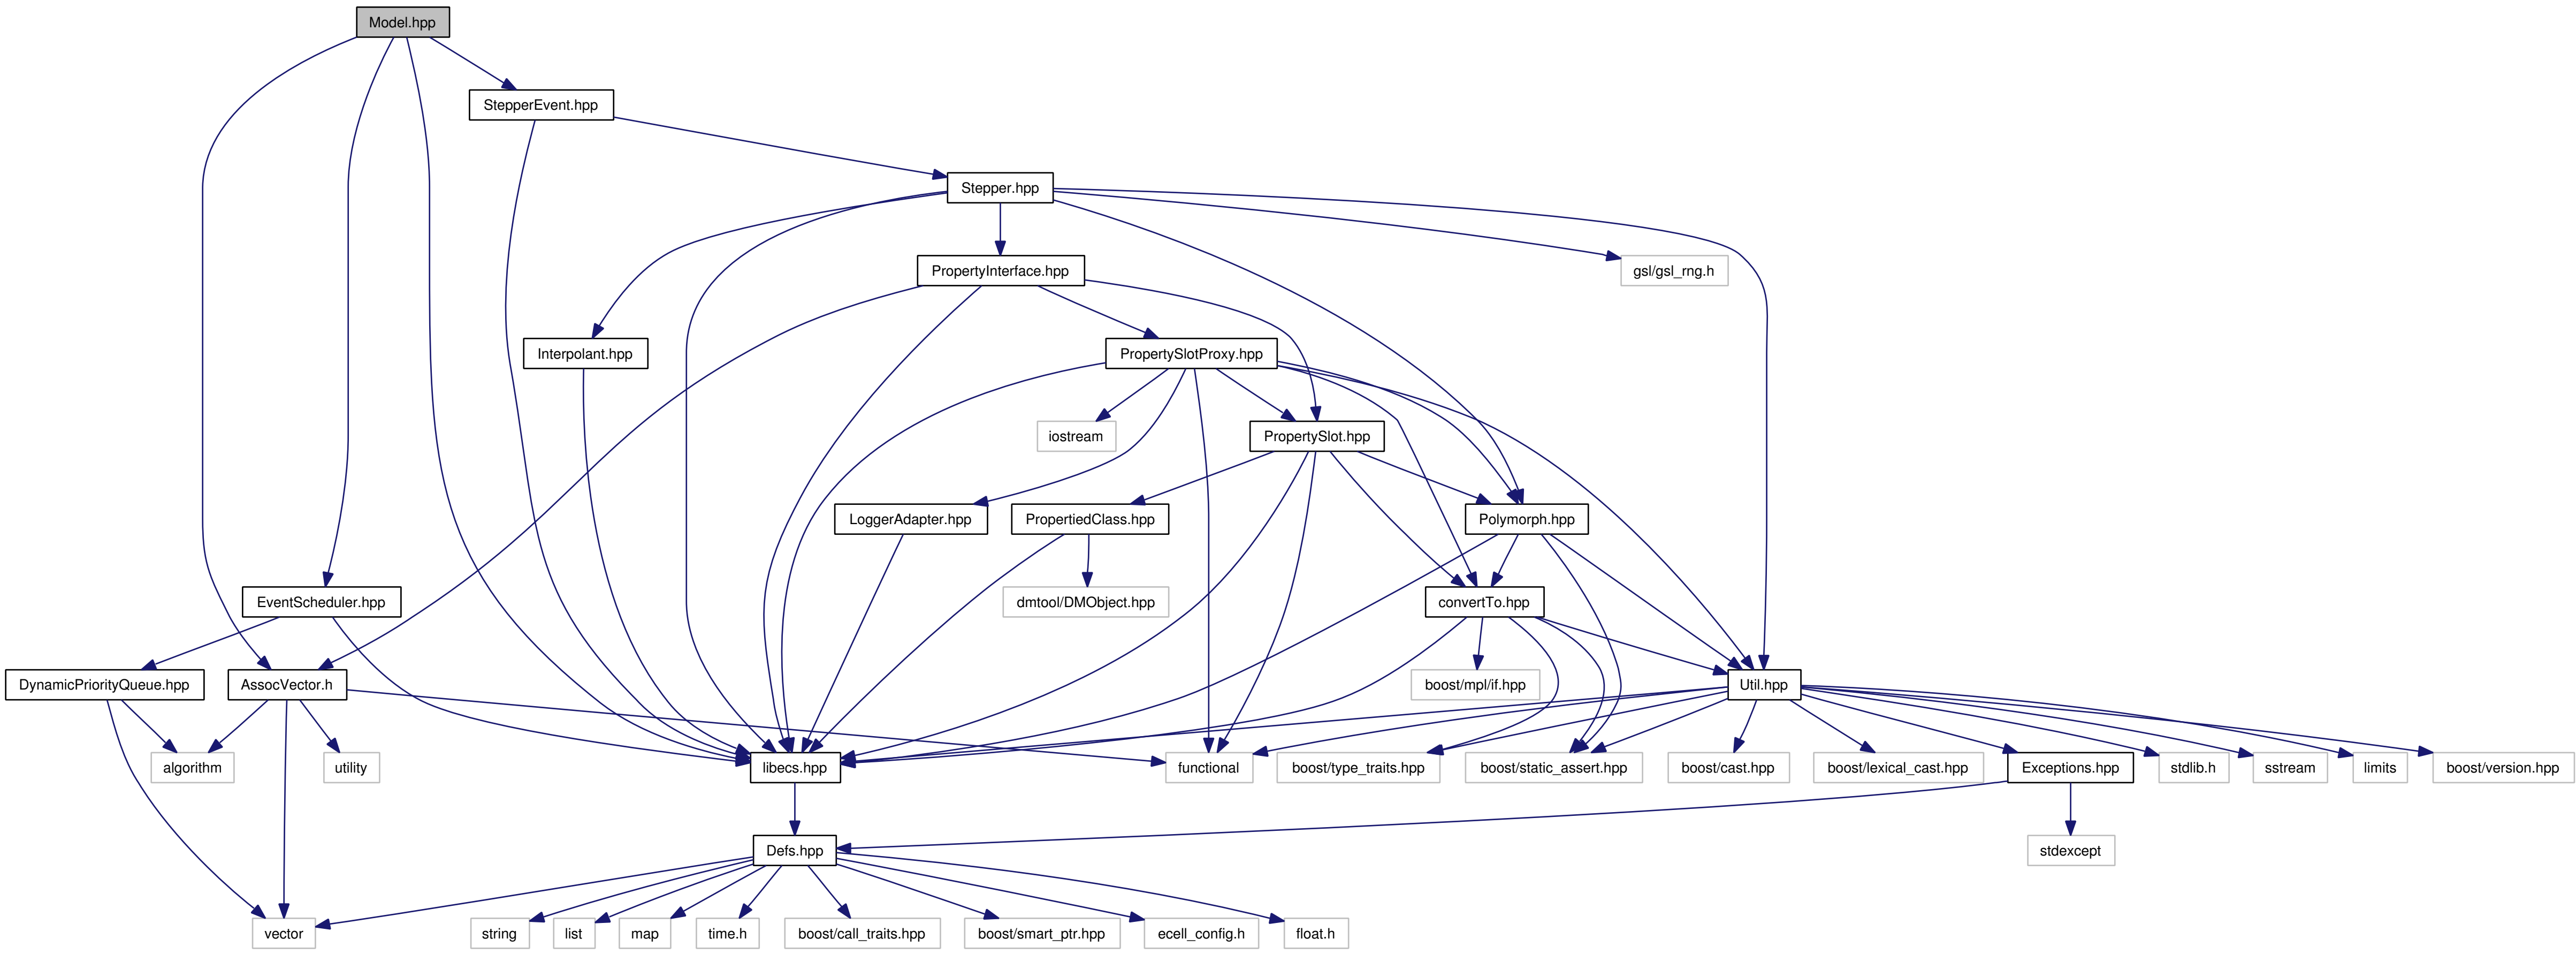 Model.hpp
StepperEvent.hpp
Stepper.hpp
PropertyInterface.hpp
gsl/gsl_rng.h
Interpolant.hpp
PropertySlotProxy.hpp
iostream
PropertySlot.hpp
LoggerAdapter.hpp
PropertiedClass.hpp
Polymorph.hpp
EventScheduler.hpp
dmtool/DMObject.hpp
convertTo.hpp
DynamicPriorityQueue.hpp
AssocVector.h
boost/mpl/if.hpp
Util.hpp
algorithm
utility
libecs.hpp
functional
boost/type_traits.hpp
boost/static_assert.hpp
boost/cast.hpp
boost/lexical_cast.hpp
Exceptions.hpp
stdlib.h
sstream
limits
boost/version.hpp
Defs.hpp
stdexcept
vector
string
list
map
time.h
boost/call_traits.hpp
boost/smart_ptr.hpp
ecell_config.h
float.h